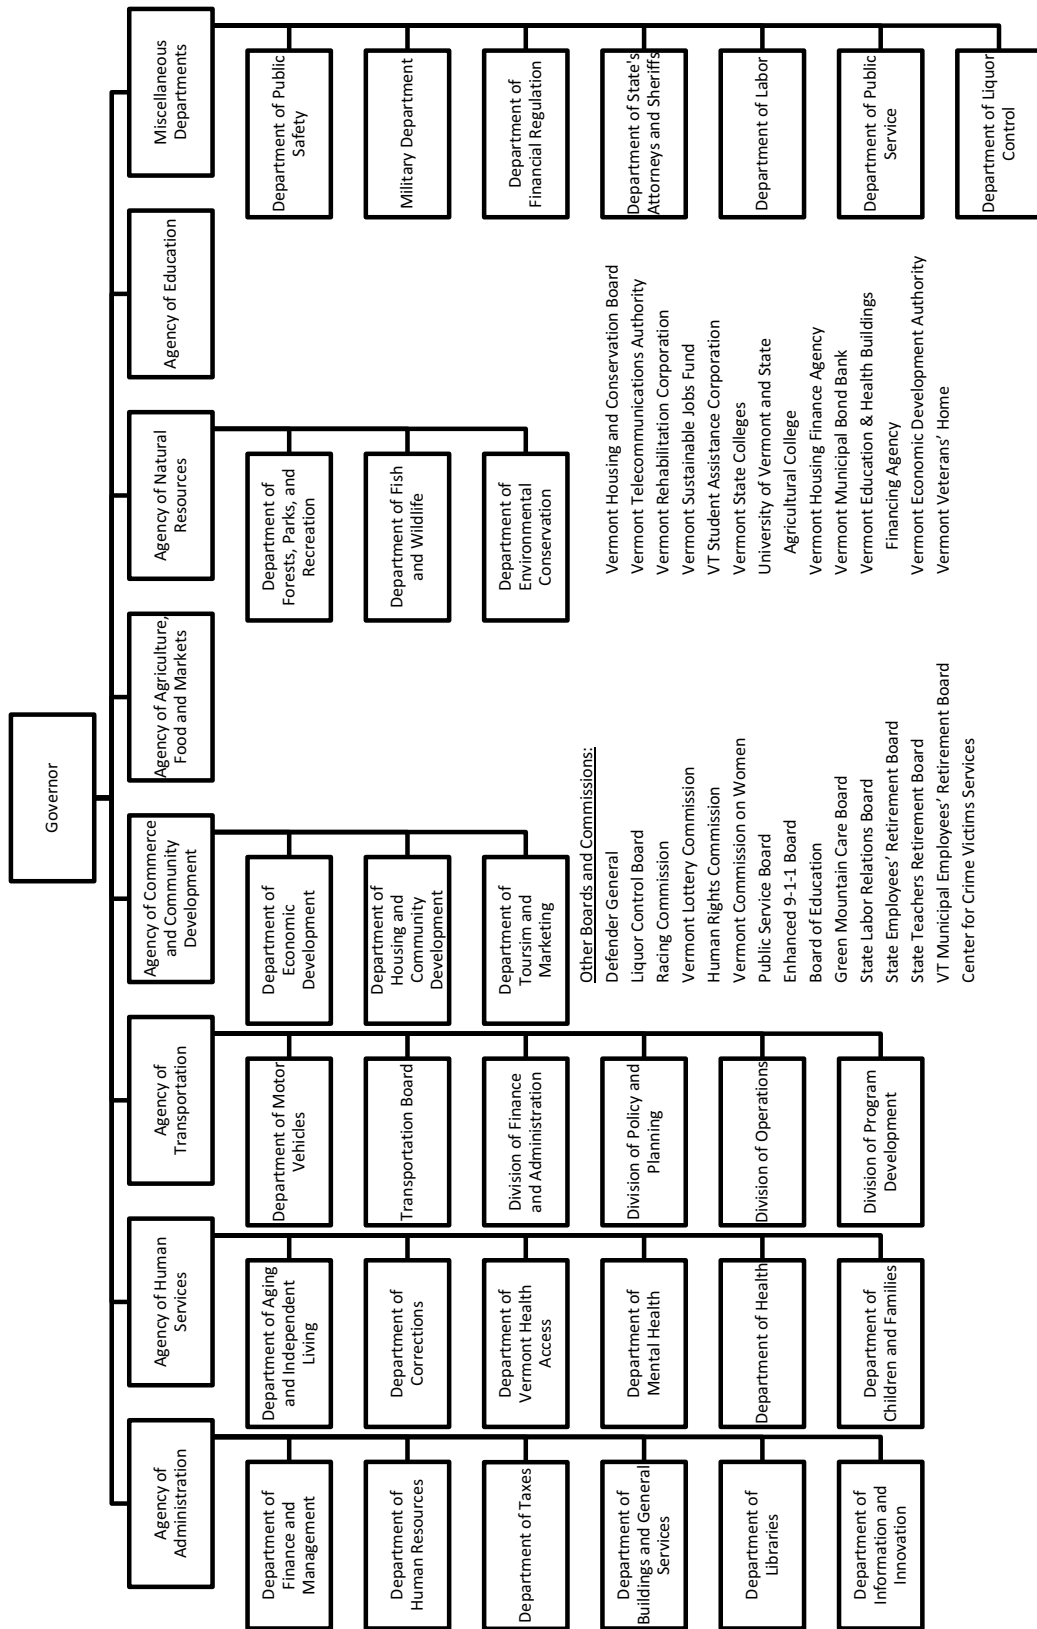 Governor
Agency of
Administration
Department of
Finance and
Management
Department of
Human Resources
Department of Taxes
Department of
Buildings and General
Services
Department of
Libraries
Department of
Information and
Innovation
Agency of Human
Services
Department of Aging
and Independent
Living
Department of
Corrections
Department of
Vermont Health
Access
Department of
Mental Health
Department of Health
Department of
Children and Families
Agency of
Transportation
Department of Motor
Vehicles
Transportation Board
Division of Finance
and Administration
Division of Policy and
Planning
Division of Operations
Division of Program
Development
Agency of Commerce
and Community
Development
Department of
Economic
Development
Department of
Housing and
Community
Development
Department of
Toursim and
Marketing
Agency of Agriculture,
Food and Markets
Agency of Natural
Resources
Department of
Forests, Parks, and
Recreation
Department of Fish
and Wildlife
Department of
Environmental
Conservation
Agency of Education
Miscellaneous
Departments
Department of Public
Safety
Military Department
Department of
Financial Regulation
Department of State's
Attorneys and Sheriffs
Department of Labor
Department of Public
Service
Department of Liquor
Control
Other Boards and Commissions:
Defender General
Liquor Control Board
Racing Commission
Vermont Lottery Commission
Human Rights Commission
Vermont Commission on Women
Public Service Board
Enhanced 9-1-1 Board
Board of Education
Green Mountain Care Board
State Labor Relations Board
State Employees' Retirement Board
State Teachers Retirement Board
VT Municipal Employees' Retirement Board
Center for Crime Victims Services
Vermont Housing and Conservation Board
Vermont Telecommunications Authority
Vermont Rehabilitation Corporation
Vermont Sustainable Jobs Fund
VT Student Assistance Corporation
Vermont State Colleges
University of Vermont and State
Agricultural College
Vermont Housing Finance Agency
Vermont Municipal Bond Bank
Vermont Education & Health Buildings
Financing Agency
Vermont Economic Development Authority
Vermont Veterans' Home